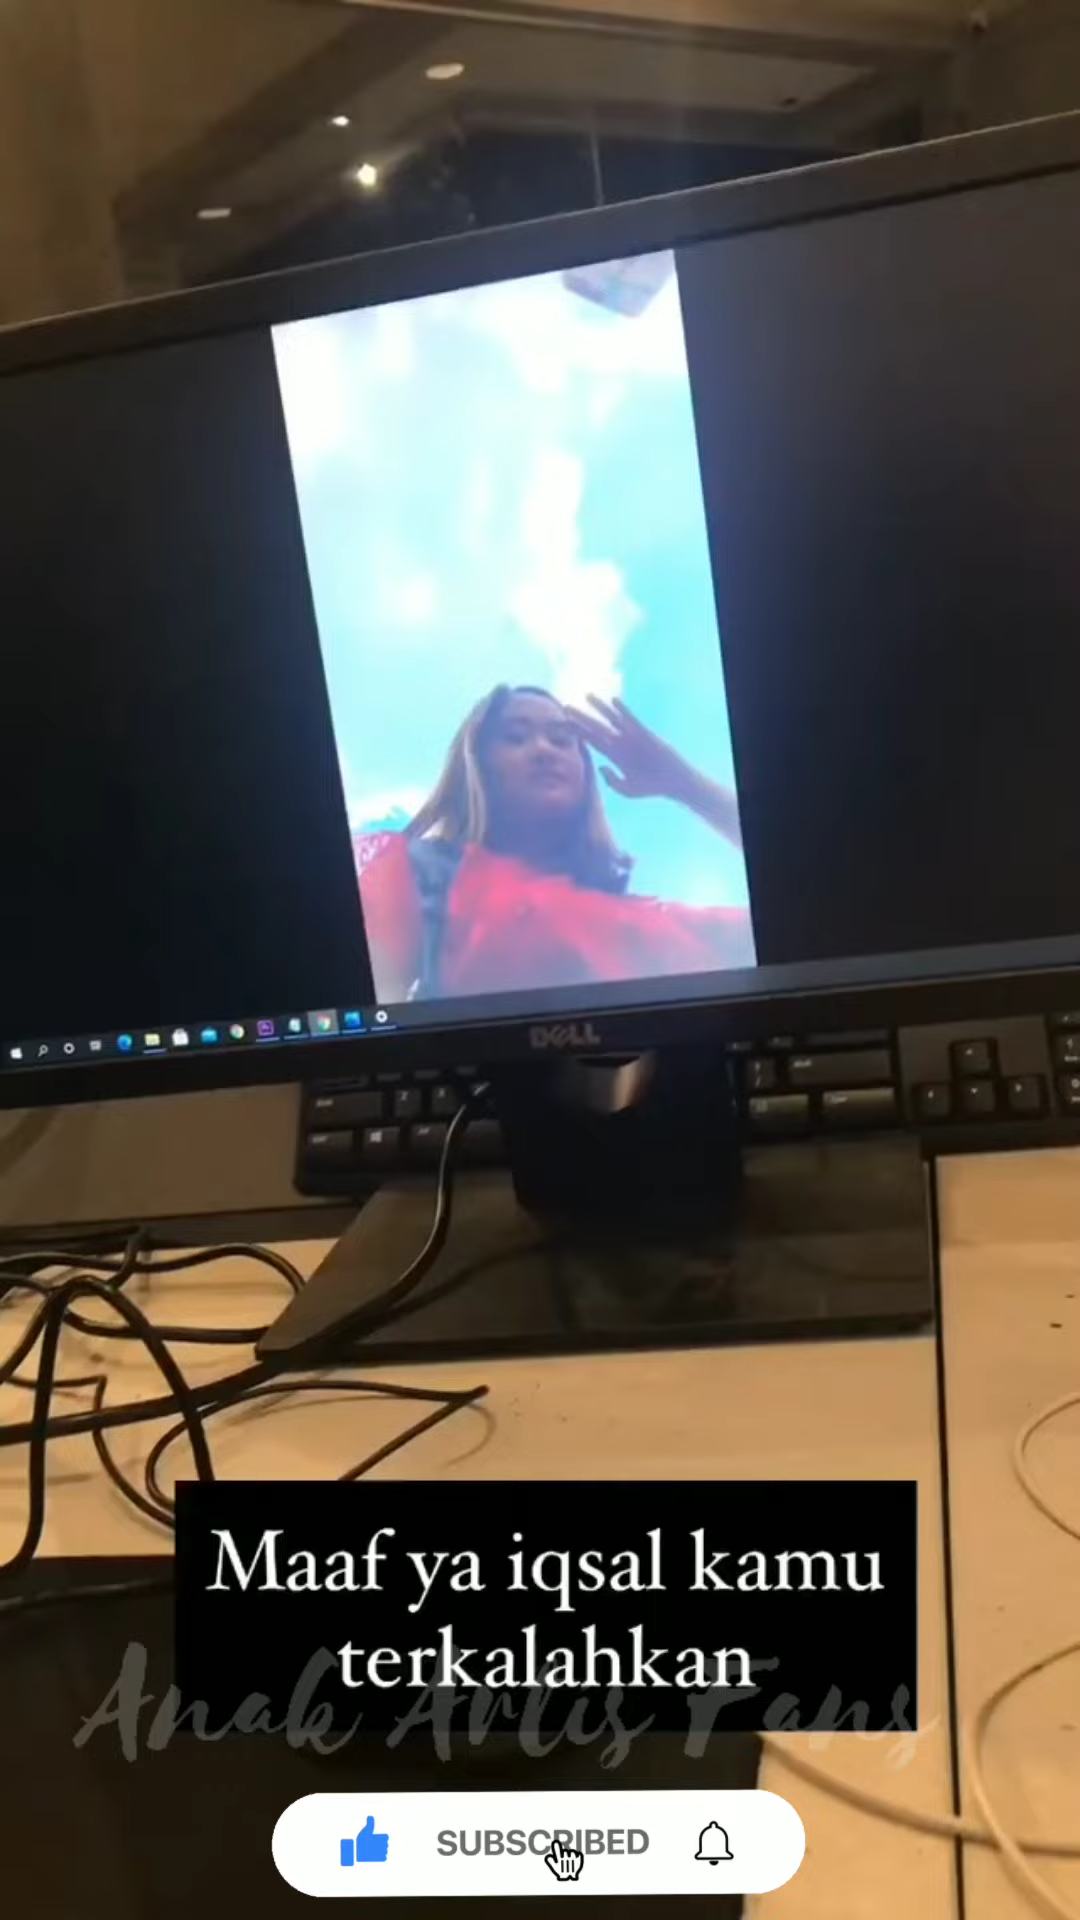 DELL
Maaf ya iqsal kamu
terkalahkan
Anak Artis Fans
SUBSCRIBED